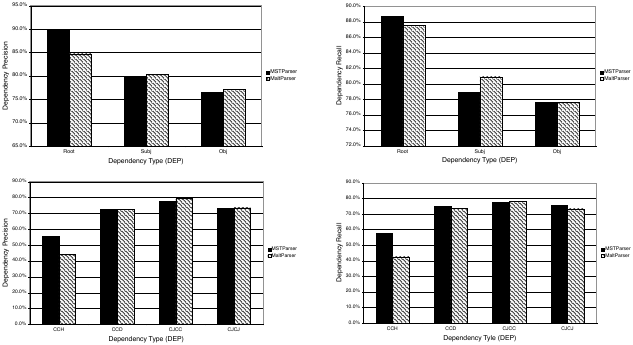 95.0%
90.0%
85.0%
80.0%
75.0%
70.0%
65.0%
Dependency Precision
Root Subj Obj
Dependency Type (DEP)
MSTParser
MaltParser
90.0%
88.0%
86.0%
84.0%
82.0%
80.0%
78.0%
76.0%
74.0%
72.0%
Dependency Recall
Root Subj Obj
Dependency Type (DEP)
MSTParser
MaltParser
90.0%
80.0%
70.0%
60.0%
50.0%
40.0%
30.0%
20.0%
10.0%
0.0%
Dependency Precision
CCH CCD CJCC CJCJ
Dependency Type (DEP)
MSTParser
MaltParser
90.0%
80.0%
70.0%
60.0%
50.0%
40.0%
30.0%
20.0%
10.0%
0.0%
Dependency Recall
CCH CCD CJCC CJCJ
Dependency Tyle (DEP)
MSTParser
MaltParser